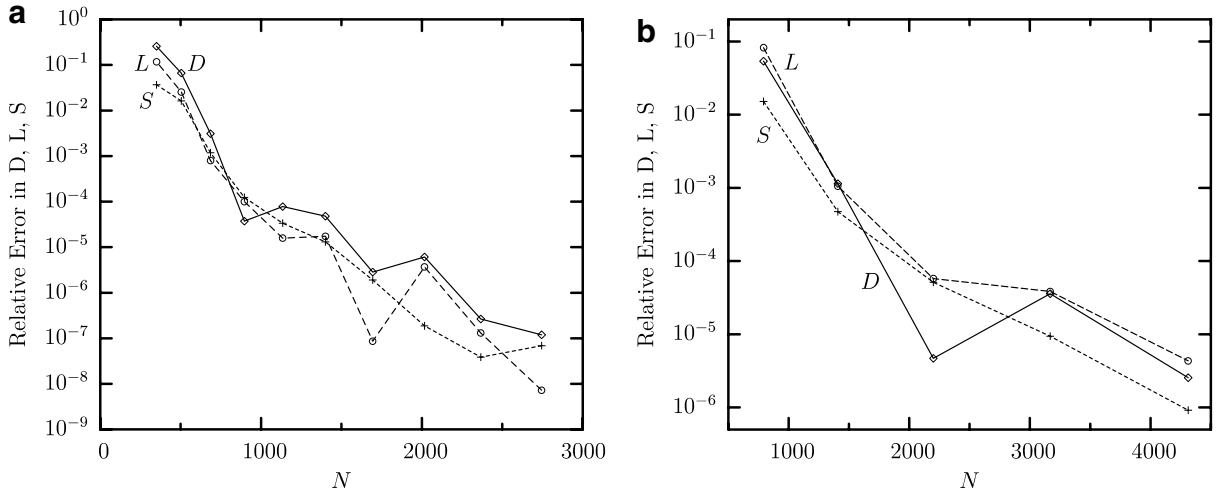 a
Relative Error in D, L, S
10⁰
10⁻¹
10⁻²
10⁻³
10⁻⁴
10⁻⁵
10⁻⁶
10⁻⁷
10⁻⁸
10⁻⁹
L
D
S
0
1000
2000
3000
N
b
Relative Error in D, L, S
10⁻¹
10⁻²
10⁻³
10⁻⁴
10⁻⁵
10⁻⁶
L
S
D
1000
2000
3000
4000
N